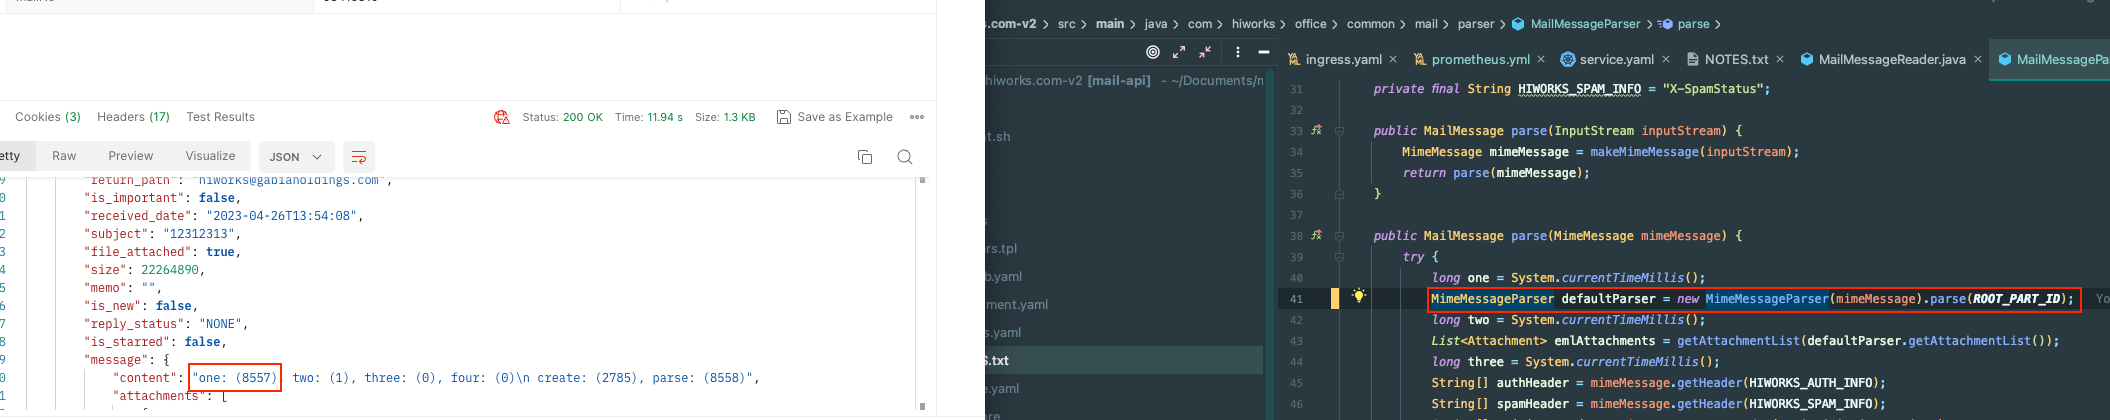 Cookies (3) Headers (17) Test Results
Status: 200 OK Time: 11.94 s Size: 1.3 KB Save as Example
etty Raw Preview Visualize JSON
9 "return_path": "hiworks@gabiaholdings.com",
0 "is_important": false,
1 "received_date": "2023-04-26T13:54:08",
2 "subject": "12312313",
3 "file_attached": true,
4 "size": 22264890,
5 "memo": "",
6 "is_new": false,
7 "reply_status": "NONE",
8 "is_starred": false,
9 "message": {
0 "content": "one: (8557), two: (1), three: (0), four: (0)\n create: (2785), parse: (8558)",
1 "attachments": [
s.com-v2 > src > main > java > com > hiworks > office > common > mail > parser > MailMessageParser > parse >
hiworks.com-v2 [mail-api] - ~/Documents/
t.sh
s
ers.tpl
b.yaml
ment.yaml
s.yaml
S.txt
e.yaml
ore
ingress.yaml × prometheus.yml × service.yaml × NOTES.txt × MailMessageReader.java × MailMessagePa
31 private final String HIWORKS_SPAM_INFO = "X-SpamStatus";
32
33 public MailMessage parse(InputStream inputStream) {
34 MimeMessage mimeMessage = makeMimeMessage(inputStream);
35 return parse(mimeMessage);
36 }
37
38 public MailMessage parse(MimeMessage mimeMessage) {
39 try {
40 long one = System.currentTimeMillis();
41 MimeMessageParser defaultParser = new MimeMessageParser(mimeMessage).parse(ROOT_PART_ID); Yo
42 long two = System.currentTimeMillis();
43 List<Attachment> emlAttachments = getAttachmentList(defaultParser.getAttachmentList());
44 long three = System.currentTimeMillis();
45 String[] authHeader = mimeMessage.getHeader(HIWORKS_AUTH_INFO);
46 String[] spamHeader = mimeMessage.getHeader(HIWORKS_SPAM_INFO);